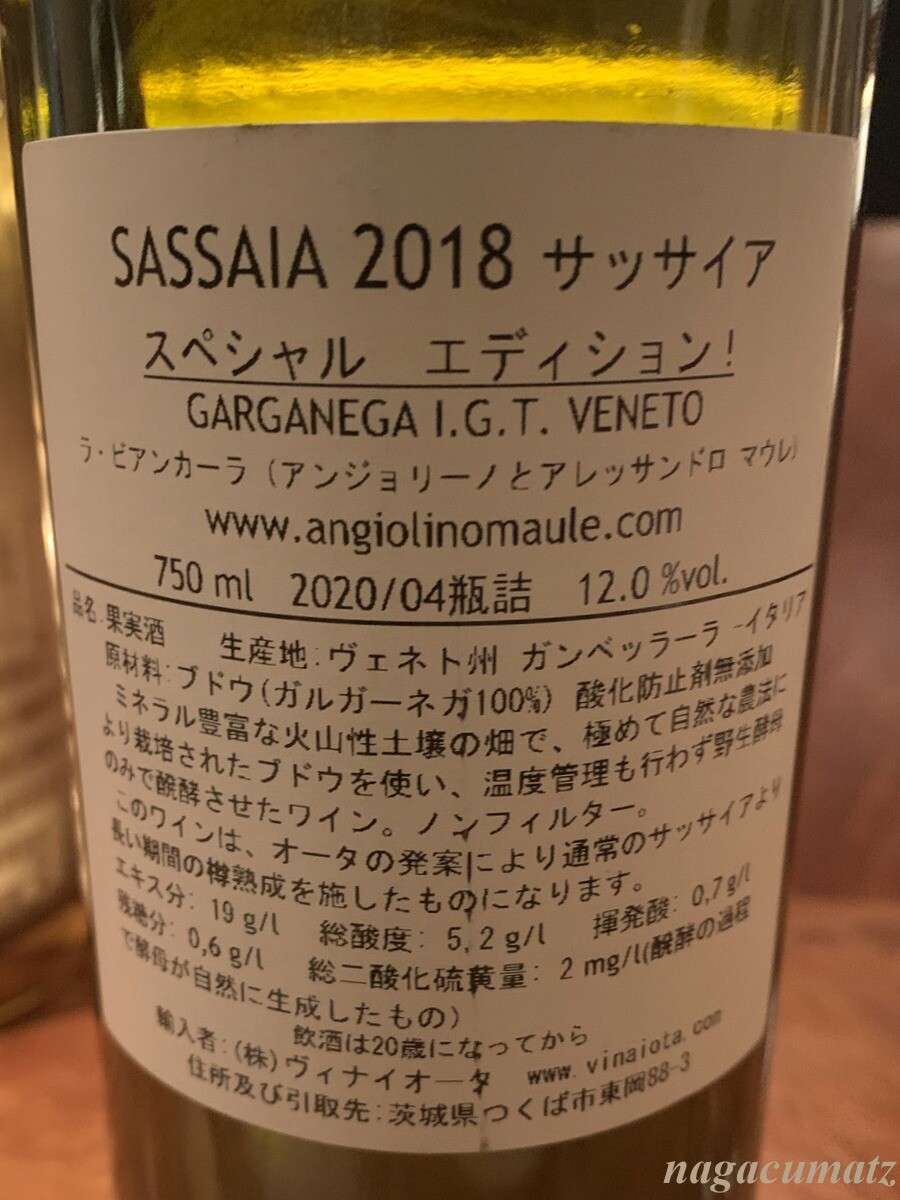 SASSAIA 2018 サッサイア
スペシャル エディション!
GARGANEGA I.G.T. VENETO
ラ・ビアンカーラ (アンジョリーノとアレッサンドロ マウレ)
www.angiolinomaule.com
750 ml 2020/04瓶詰 12.0 %vol.
品名:果実酒 生産地:ヴェネト州 ガンベッラーラ -イタリア
原材料:ブドウ(ガルガーネガ100%) 酸化防止剤無添加
ミネラル豊富な火山性土壌の畑で、極めて自然な農法に
より栽培されたブドウを使い、温度管理も行わず野生酵母
のみで醗酵させたワイン。ノンフィルター。
このワインは、オータの発案により通常のサッサイアより
長い期間の樽熟成を施したものになります。
エキス分: 19 g/l 総酸度: 5,2 g/l 揮発酸: 0,7 g/l
残糖分: 0,6 g/l 総二酸化硫黄量: 2 mg/l(醗酵の過程
で酵母が自然に生成したもの)
飲酒は20歳になってから
輸入者:(株)ヴィナイオータ www.vinaiota.com
住所及び引取先:茨城県つくば市東岡88-3
nagacumatz